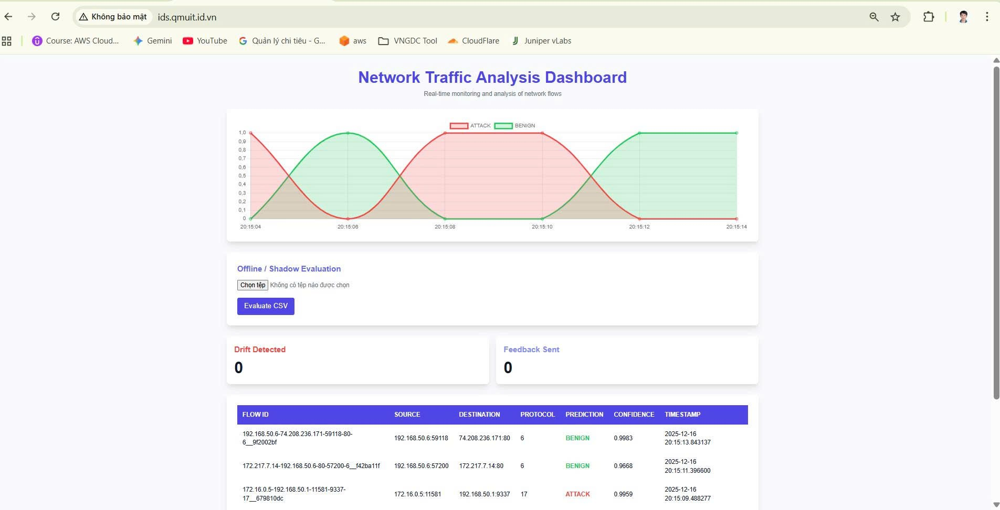 Không bảo mật ids.qmuit.id.vn
Course: AWS Cloud... Gemini YouTube Quản lý chi tiêu - G... aws VNGDC Tool CloudFlare Juniper vLabs
Network Traffic Analysis Dashboard
Real-time monitoring and analysis of network flows
ATTACK BENIGN
1,0
0,9
0,8
0,7
0,6
0,5
0,4
0,3
0,2
0,1
0
20:15:04 20:15:06 20:15:08 20:15:10 20:15:12 20:15:14
Offline / Shadow Evaluation
Chọn tệp Không có tệp nào được chọn
Evaluate CSV
Drift Detected
0
Feedback Sent
0
FLOW ID SOURCE DESTINATION PROTOCOL PREDICTION CONFIDENCE TIMESTAMP
192.168.50.6-74.208.236.171-59118-80-
6__9f2002bf
192.168.50.6:59118 74.208.236.171:80 6 BENIGN 0.9983
2025-12-16
20:15:13.843137
172.217.7.14-192.168.50.6-80-57200-6__f42ba11f 192.168.50.6:57200 172.217.7.14:80 6 BENIGN 0.9668
2025-12-16
20:15:11.396600
172.16.0.5-192.168.50.1-11581-9337-
17__679810dc
172.16.0.5:11581 192.168.50.1:9337 17 ATTACK 0.9959
2025-12-16
20:15:09.488277